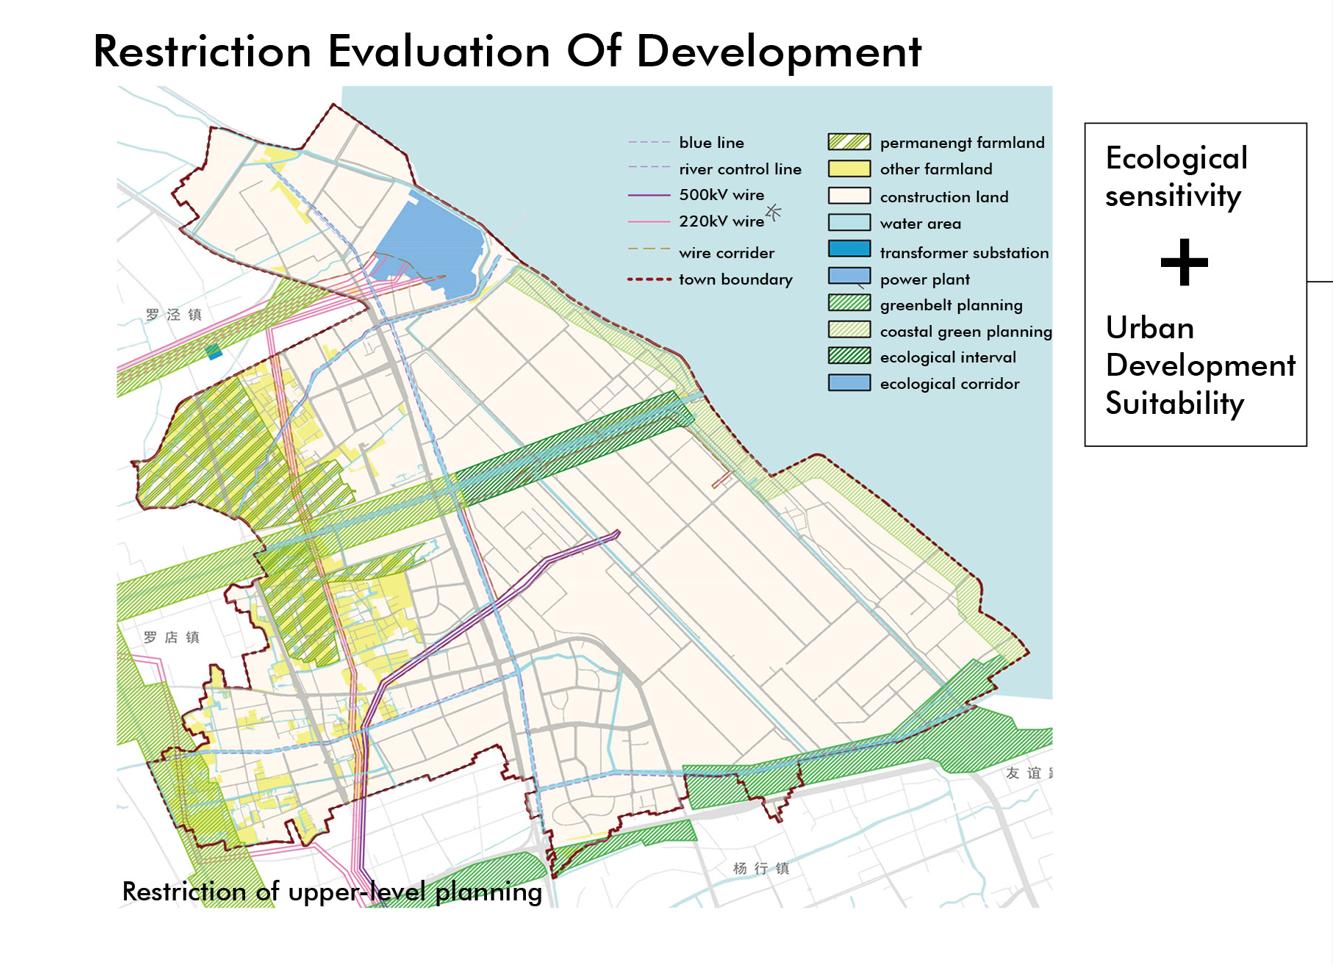 Restriction Evaluation Of Development
blue line
river control line
500kV wire
220kV wire
wire corrider
town boundary
permanengt farmland
other farmland
construction land
water area
transformer substation
power plant
greenbelt planning
coastal green planning
ecological interval
ecological corridor
Ecological
sensitivity
+
Urban
Development
Suitability
罗泾镇
罗店镇
友谊
杨行镇
Restriction of upper-level planning